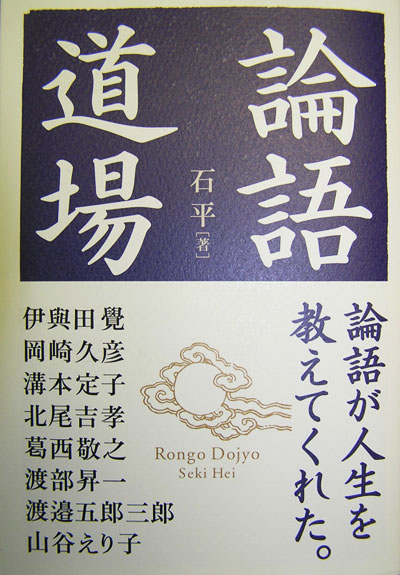 論語
道場
石平[著]
論語が人生を
教えてくれた。
Rongo Dojyo
Seki Hei
伊與田覺
岡崎久彦
溝本定子
北尾吉孝
葛西敬之
渡部昇一
渡邉五郎三郎
山谷えり子